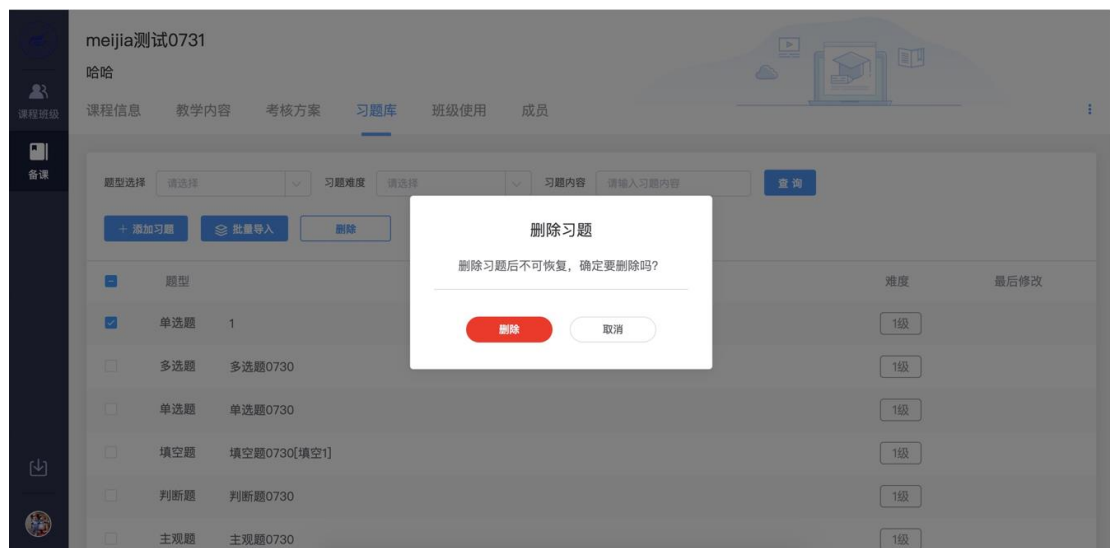 meijia测试0731
哈哈
课程班级
备课
课程信息 教学内容 考核方案 习题库 班级使用 成员
题型选择 请选择 习题难度 请选择 习题内容 请输入习题内容 查询
+ 添加习题 批量导入 删除
题型 难度 最后修改
单选题 1 1级
多选题 多选题0730 1级
单选题 单选题0730 1级
填空题 填空题0730[填空1] 1级
判断题 判断题0730 1级
主观题 主观题0730 1级
删除习题
删除习题后不可恢复，确定要删除吗?
删除 取消